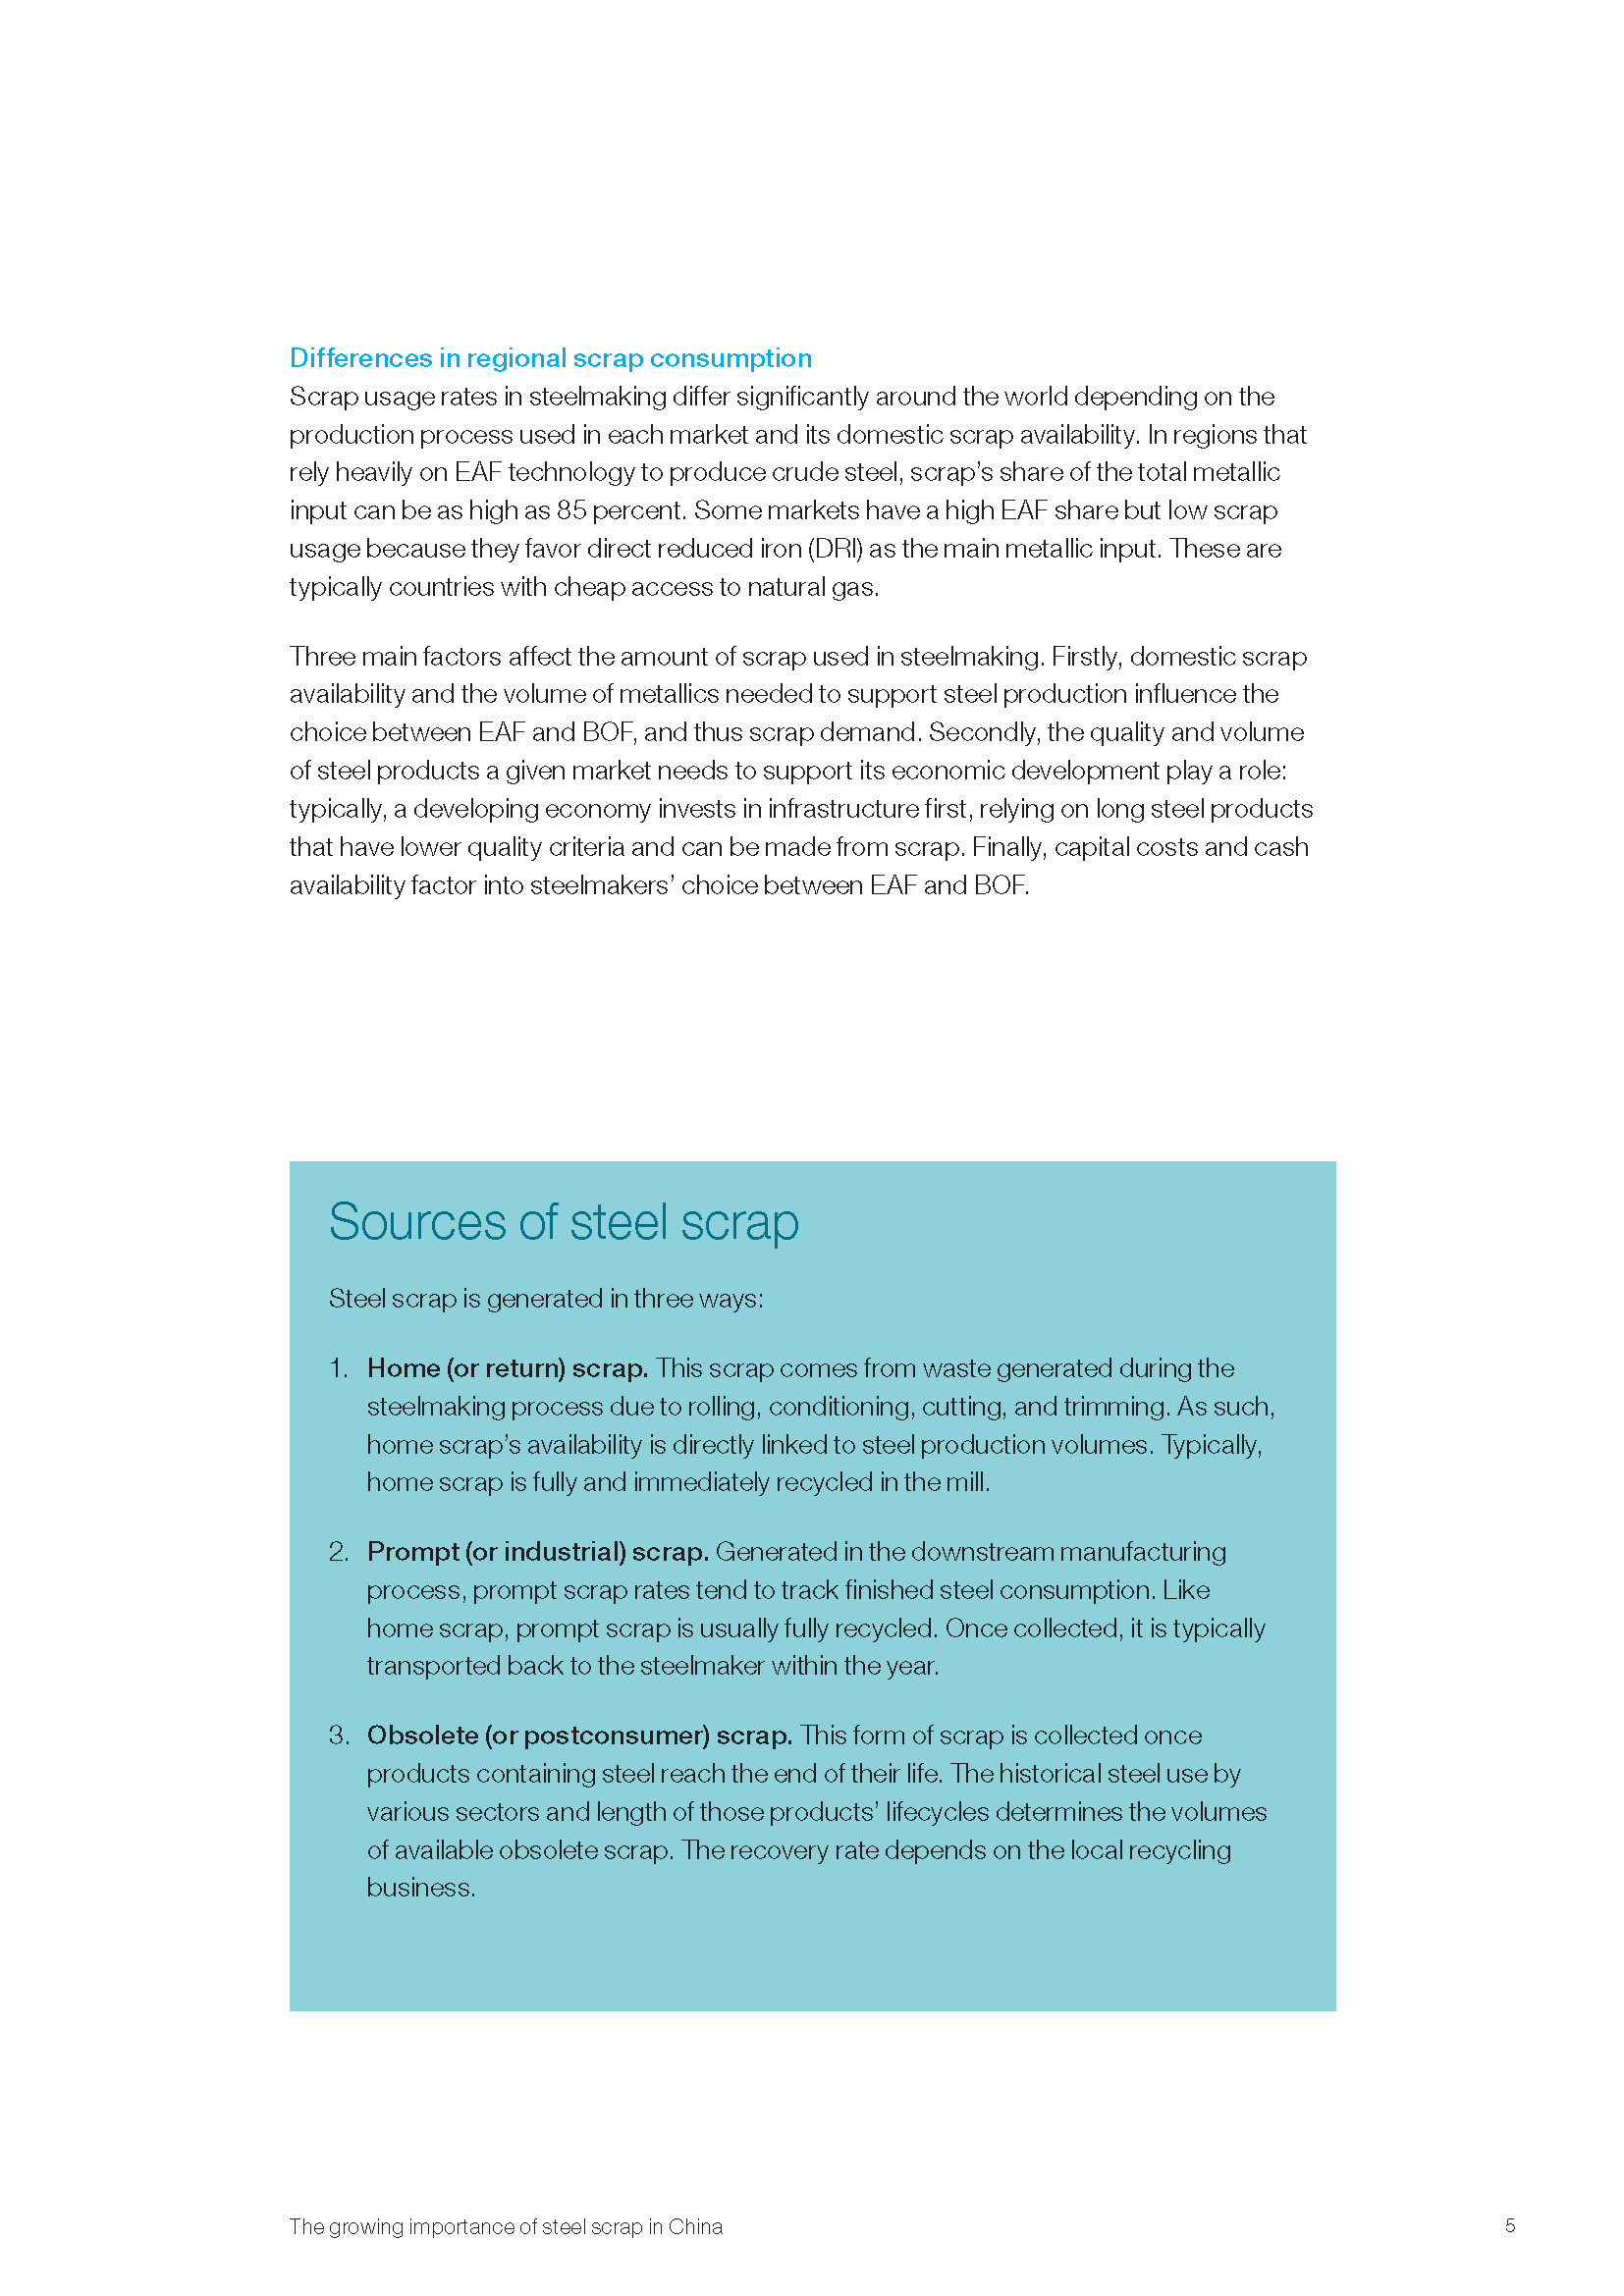 Differences in regional scrap consumption
Scrap usage rates in steelmaking differ significantly around the world depending on the
production process used in each market and its domestic scrap availability. In regions that
rely heavily on EAF technology to produce crude steel, scrap’s share of the total metallic
input can be as high as 85 percent. Some markets have a high EAF share but low scrap
usage because they favor direct reduced iron (DRI) as the main metallic input. These are
typically countries with cheap access to natural gas.
Three main factors affect the amount of scrap used in steelmaking. Firstly, domestic scrap
availability and the volume of metallics needed to support steel production influence the
choice between EAF and BOF, and thus scrap demand. Secondly, the quality and volume
of steel products a given market needs to support its economic development play a role:
typically, a developing economy invests in infrastructure first, relying on long steel products
that have lower quality criteria and can be made from scrap. Finally, capital costs and cash
availability factor into steelmakers’ choice between EAF and BOF.
Sources of steel scrap
Steel scrap is generated in three ways:
1. Home (or return) scrap. This scrap comes from waste generated during the
steelmaking process due to rolling, conditioning, cutting, and trimming. As such,
home scrap’s availability is directly linked to steel production volumes. Typically,
home scrap is fully and immediately recycled in the mill.
2. Prompt (or industrial) scrap. Generated in the downstream manufacturing
process, prompt scrap rates tend to track finished steel consumption. Like
home scrap, prompt scrap is usually fully recycled. Once collected, it is typically
transported back to the steelmaker within the year.
3. Obsolete (or postconsumer) scrap. This form of scrap is collected once
products containing steel reach the end of their life. The historical steel use by
various sectors and length of those products’ lifecycles determines the volumes
of available obsolete scrap. The recovery rate depends on the local recycling
business.
The growing importance of steel scrap in China
5